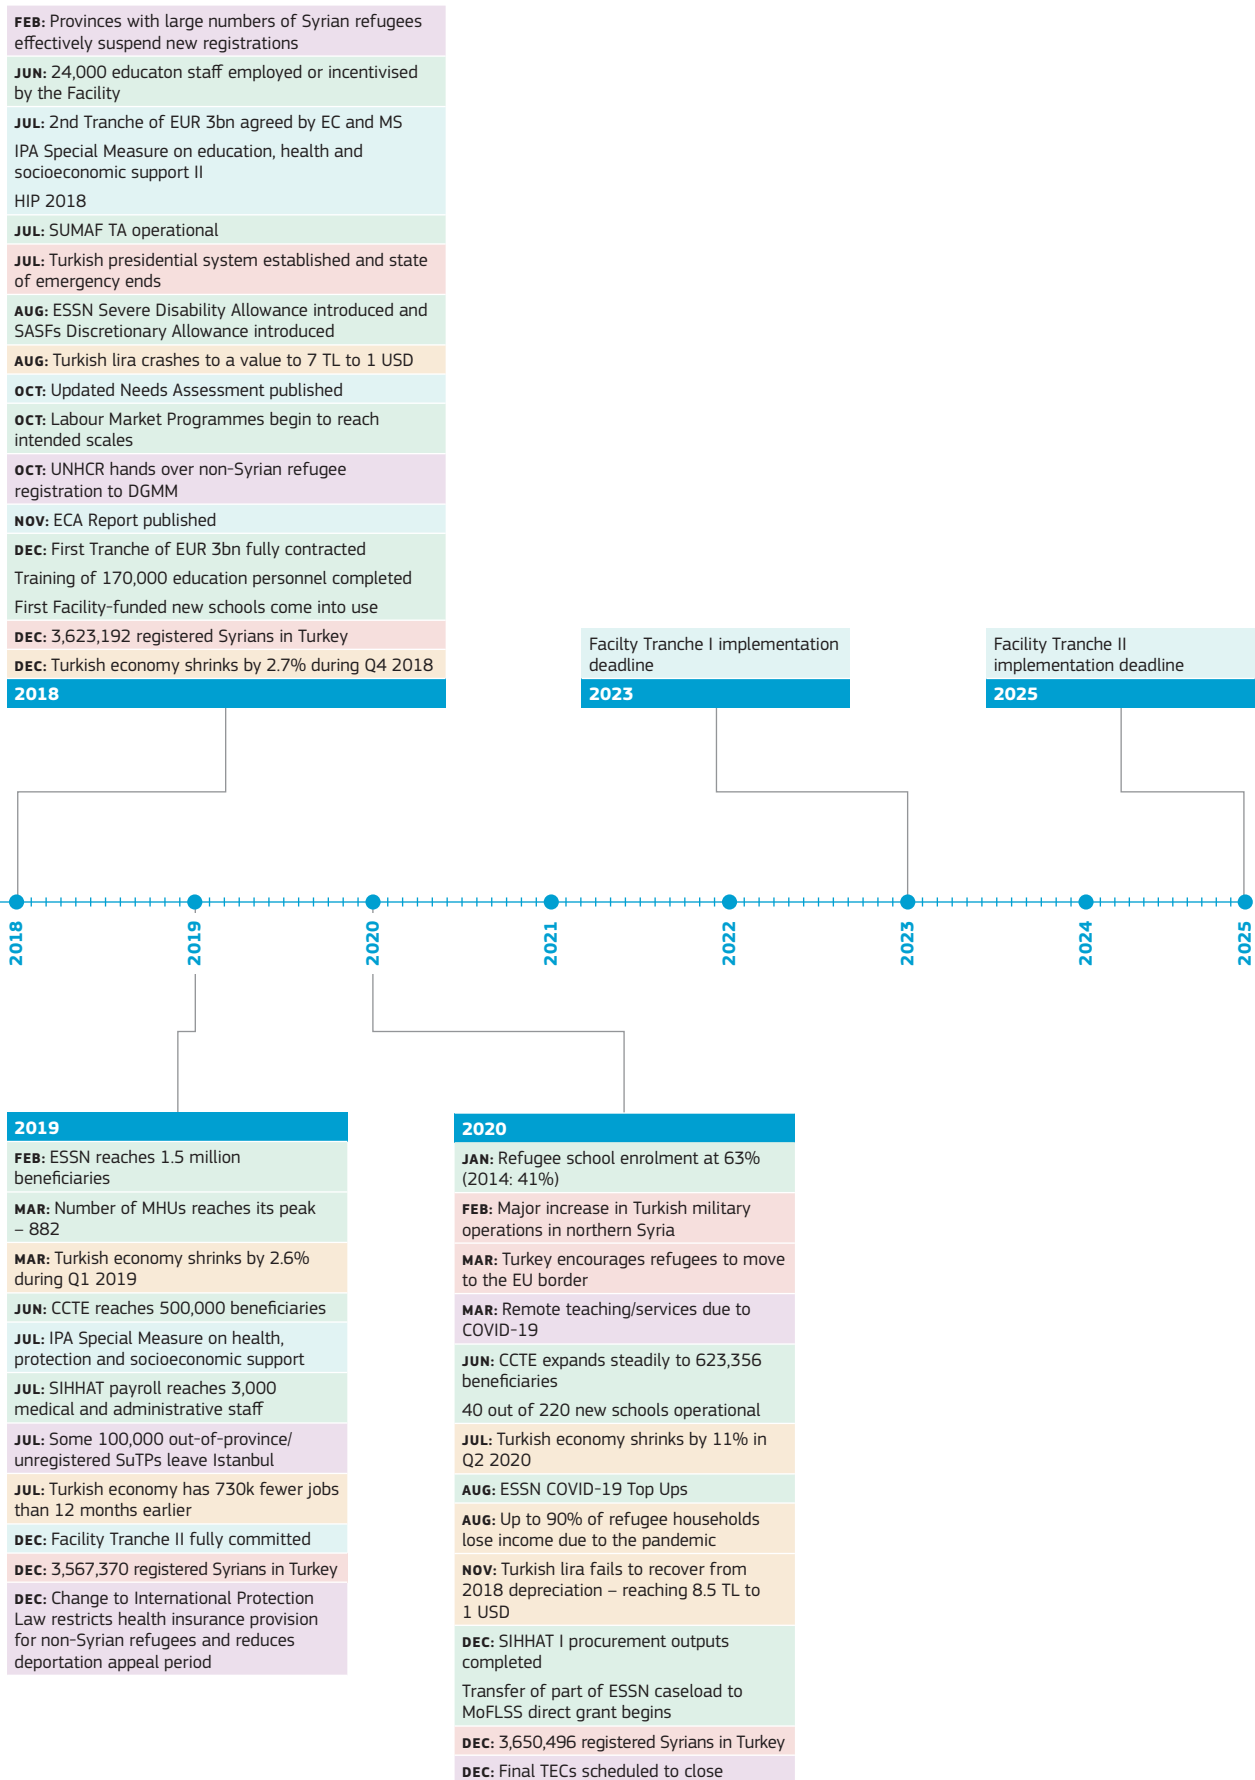 FEB: Provinces with large numbers of Syrian refugees
effectively suspend new registrations
JUN: 24,000 educaton staff employed or incentivised
by the Facility
JUL: 2nd Tranche of EUR 3bn agreed by EC and MS
IPA Special Measure on education, health and
socioeconomic support II
HIP 2018
JUL: SUMAF TA operational
JUL: Turkish presidential system established and state
of emergency ends
AUG: ESSN Severe Disability Allowance introduced and
SASFs Discretionary Allowance introduced
AUG: Turkish lira crashes to a value to 7 TL to 1 USD
OCT: Updated Needs Assessment published
OCT: Labour Market Programmes begin to reach
intended scales
OCT: UNHCR hands over non-Syrian refugee
registration to DGMM
NOV: ECA Report published
DEC: First Tranche of EUR 3bn fully contracted
Training of 170,000 education personnel completed
First Facility-funded new schools come into use
DEC: 3,623,192 registered Syrians in Turkey
DEC: Turkish economy shrinks by 2.7% during Q4 2018
2018
Facilty Tranche I implementation
deadline
2023
Facility Tranche II
implementation deadline
2025
2018
2019
2020
2021
2022
2023
2024
2025
2019
FEB: ESSN reaches 1.5 million
beneficiaries
MAR: Number of MHUs reaches its peak
– 882
MAR: Turkish economy shrinks by 2.6%
during Q1 2019
JUN: CCTE reaches 500,000 beneficiaries
JUL: IPA Special Measure on health,
protection and socioeconomic support
JUL: SIHHAT payroll reaches 3,000
medical and administrative staff
JUL: Some 100,000 out-of-province/
unregistered SuTPs leave Istanbul
JUL: Turkish economy has 730k fewer jobs
than 12 months earlier
DEC: Facility Tranche II fully committed
DEC: 3,567,370 registered Syrians in Turkey
DEC: Change to International Protection
Law restricts health insurance provision
for non-Syrian refugees and reduces
deportation appeal period
2020
JAN: Refugee school enrolment at 63%
(2014: 41%)
FEB: Major increase in Turkish military
operations in northern Syria
MAR: Turkey encourages refugees to move
to the EU border
MAR: Remote teaching/services due to
COVID-19
JUN: CCTE expands steadily to 623,356
beneficiaries
40 out of 220 new schools operational
JUL: Turkish economy shrinks by 11% in
Q2 2020
AUG: ESSN COVID-19 Top Ups
AUG: Up to 90% of refugee households
lose income due to the pandemic
NOV: Turkish lira fails to recover from
2018 depreciation – reaching 8.5 TL to
1 USD
DEC: SIHHAT I procurement outputs
completed
Transfer of part of ESSN caseload to
MoFLSS direct grant begins
DEC: 3,650,496 registered Syrians in Turkey
DEC: Final TECs scheduled to close